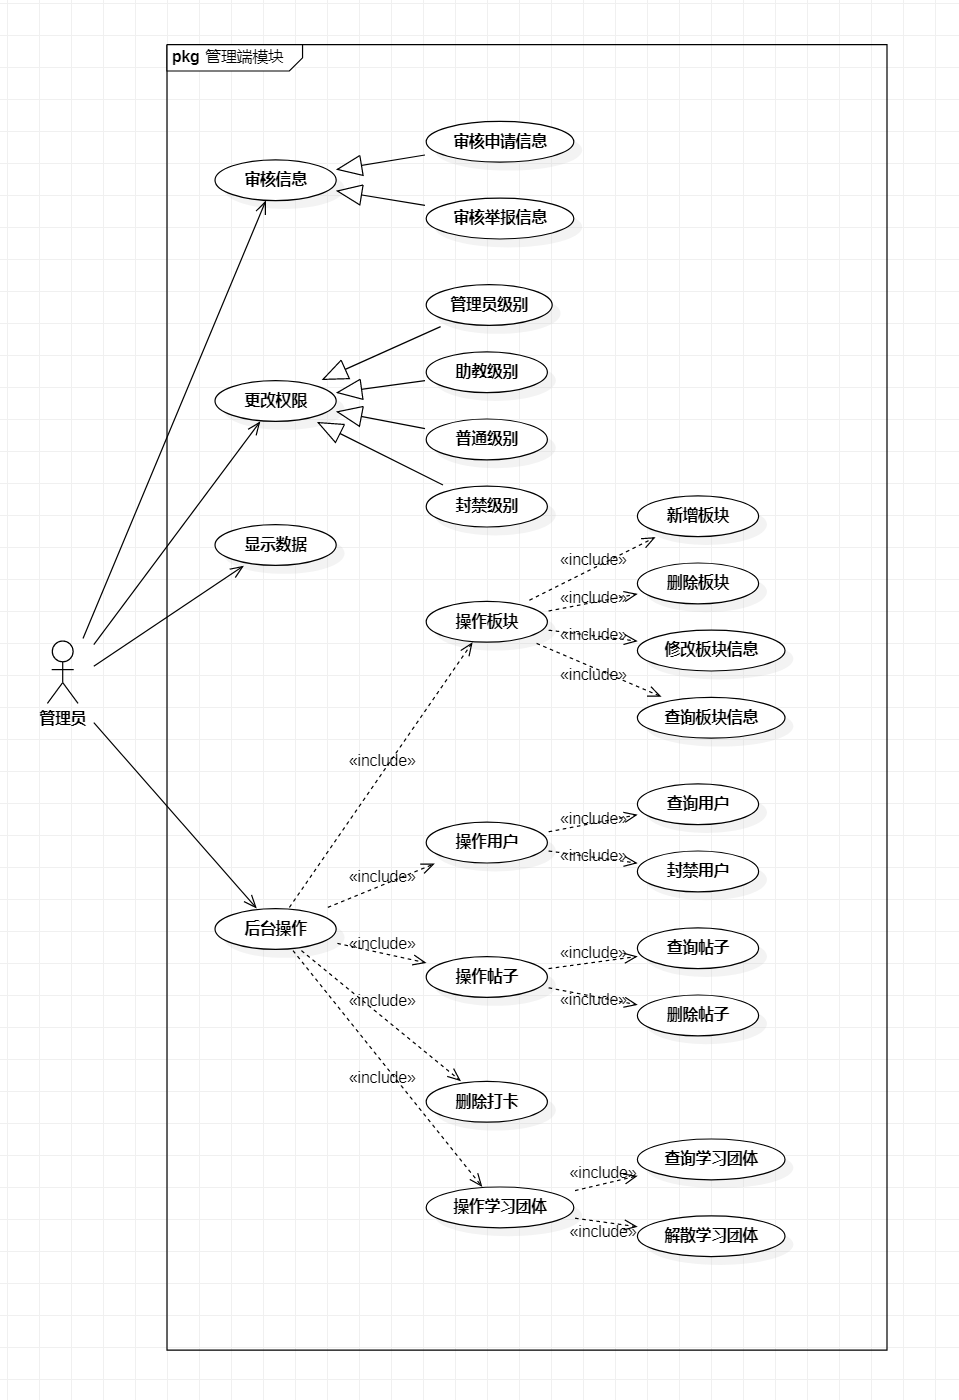 pkg 管理端模块
审核申请信息
审核信息
审核举报信息
管理员级别
助教级别
更改权限
普通级别
封禁级别
新增板块
显示数据
«include»
删除板块
«include»
操作板块
«include»
修改板块信息
«include»
管理员
查询板块信息
«include»
查询用户
«include»
操作用户
«include»
封禁用户
«include»
后台操作
«include»
查询帖子
«include»
操作帖子
«include»
«include»
删除帖子
«include»
删除打卡
查询学习团体
«include»
操作学习团体
«include»
解散学习团体